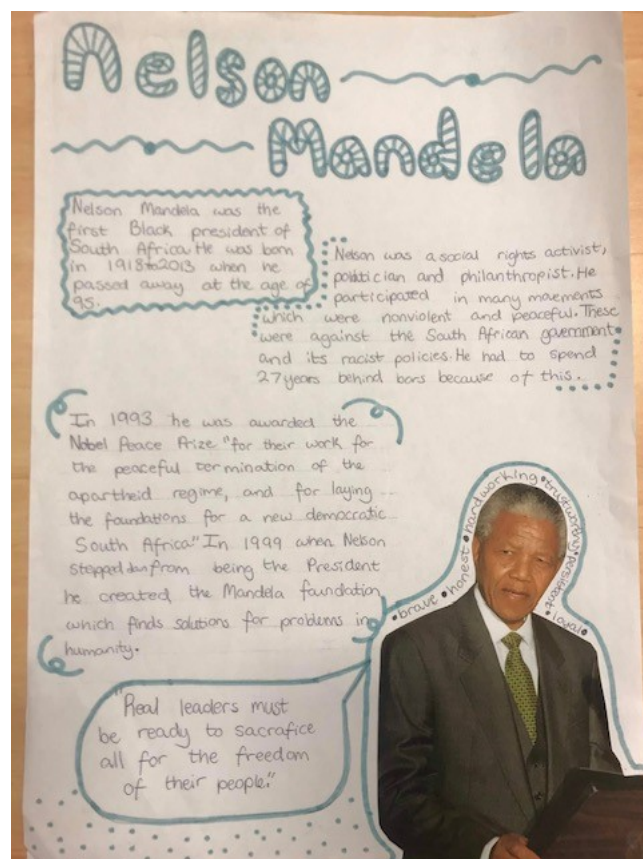 Nelson
Mandela
Nelson Mandela was the
first Black president of
South Africa. He was born
in 1918 to 2013 when he
passed away at the age of
95.
Nelson was a social rights activist,
politician and philanthropist. He
participated in many movements
which were nonviolent and peaceful. These
were against the South African government
and its racist policies. He had to spend
27 years behind bars because of this.
In 1993 he was awarded the
Nobel Peace Prize "for their work for
the peaceful termination of the
apartheid regime, and for laying
the foundations for a new democratic
South Africa" In 1999 when Nelson
stepped down from being the President
he created the Mandela foundation
which finds solutions for problems in
humanity.
•brave •honest •hardworking •trustworthy •persistent •loyal•
"Real leaders must
be ready to sacrafice
all for the freedom
of their people."